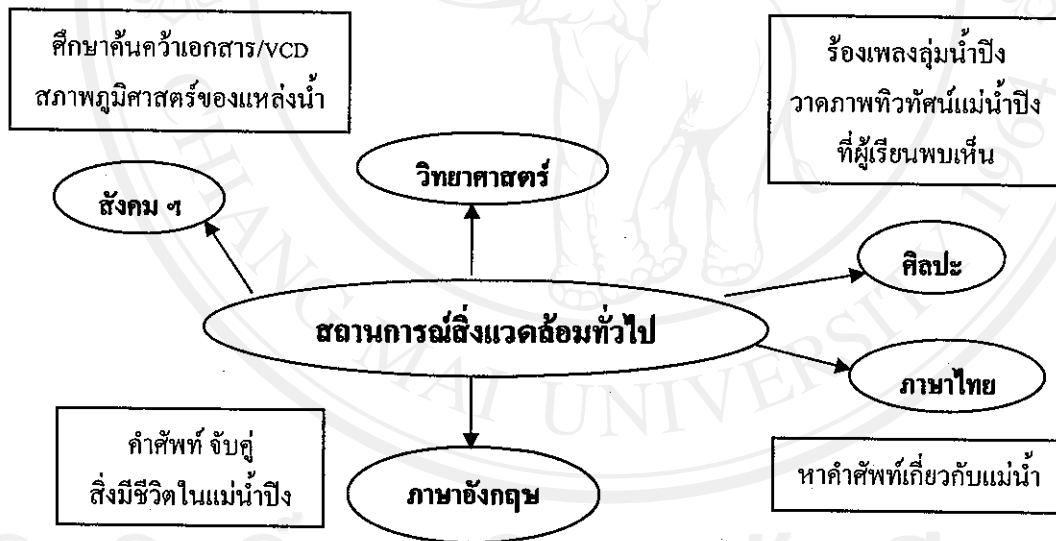 ศึกษาค้นคว้าเอกสาร/VCD
สภาพภูมิศาสตร์ของแหล่งน้ำ
ร้องเพลงลุ่มน้ำปิง
วาดภาพทิวทัศน์แม่น้ำปิง
ที่ผู้เรียนพบเห็น
วิทยาศาสตร์
สังคม ฯ
ศิลปะ
สถานการณ์สิ่งแวดล้อมทั่วไป
ภาษาไทย
คำศัพท์ จับคู่
สิ่งมีชีวิตในแม่น้ำปิง
ภาษาอังกฤษ
หาคำศัพท์เกี่ยวกับแม่น้ำ
CHIANG MAI UNIVERSITY 1964